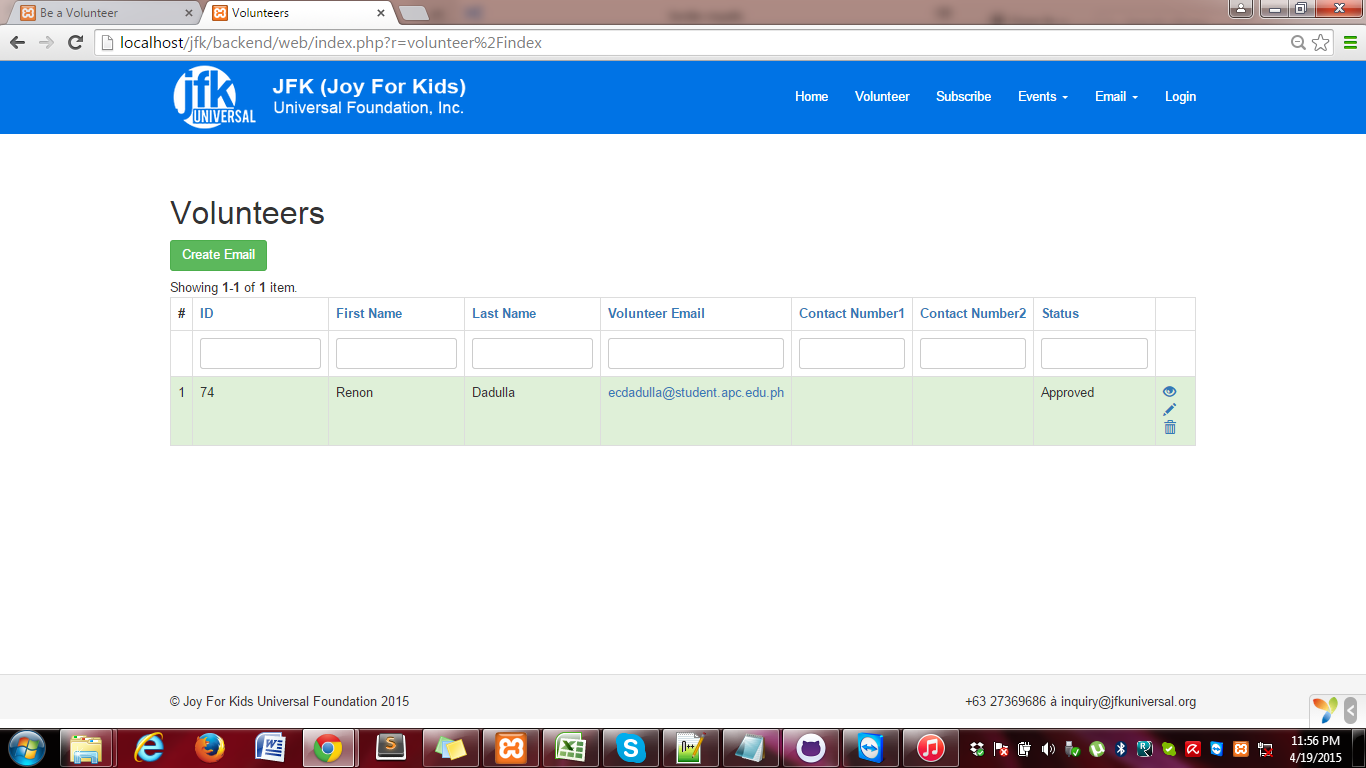 Be a Volunteer
Volunteers
localhost/jfk/backend/web/index.php?r=volunteer%2Findex
jfk
UNIVERSAL
JFK (Joy For Kids)
Universal Foundation, Inc.
Home Volunteer Subscribe Events Email Login
Volunteers
Create Email
Showing 1-1 of 1 item.
# ID First Name Last Name Volunteer Email Contact Number1 Contact Number2 Status
1 74 Renon Dadulla ecdadulla@student.apc.edu.ph Approved
© Joy For Kids Universal Foundation 2015
+63 27369686 à inquiry@jfkuniversal.org
11:56 PM
4/19/2015